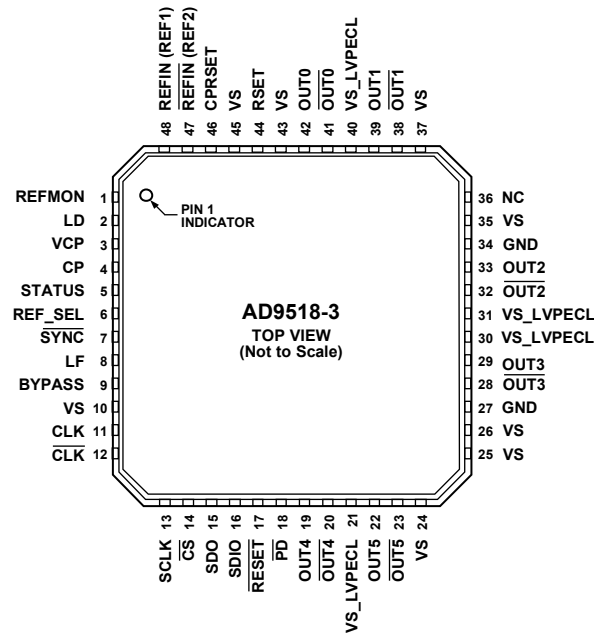 48 REFIN (REF1)
47 REFIN (REF2)
46 CPRSET
45 VS
44 RSET
43 VS
42 OUT0
41 OUT0
40 VS_LVPECL
39 OUT1
38 OUT1
37 VS
REFMON 1
LD 2
VCP 3
CP 4
STATUS 5
REF_SEL 6
SYNC 7
LF 8
BYPASS 9
VS 10
CLK 11
CLK 12
PIN 1
INDICATOR
AD9518-3
TOP VIEW
(Not to Scale)
36 NC
35 VS
34 GND
33 OUT2
32 OUT2
31 VS_LVPECL
30 VS_LVPECL
29 OUT3
28 OUT3
27 GND
26 VS
25 VS
SCLK 13
CS 14
SDO 15
SDIO 16
RESET 17
PD 18
OUT4 19
OUT4 20
VS_LVPECL 21
OUT5 22
OUT5 23
VS 24